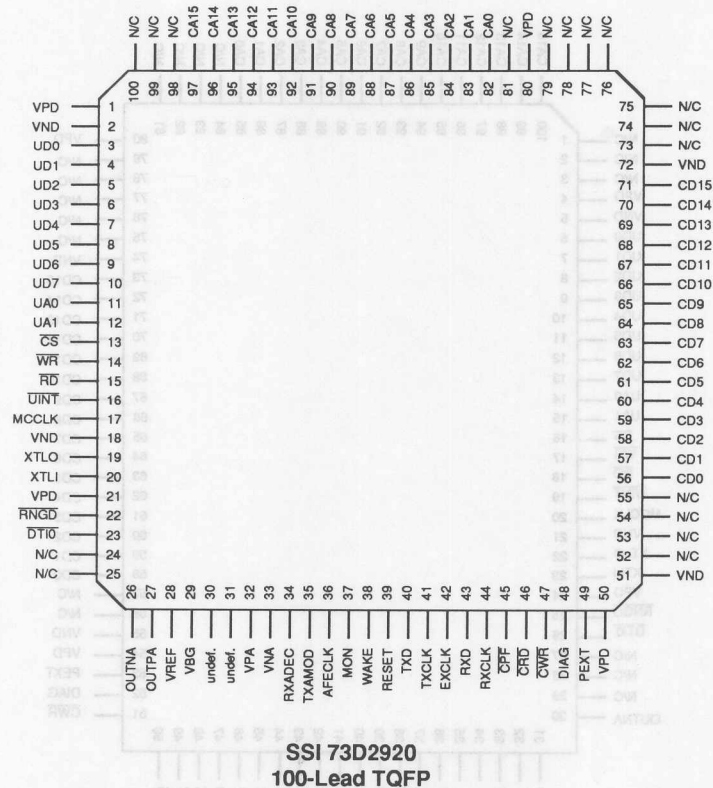 N/C N/C N/C CA15 CA14 CA13 CA12 CA11 CA10 CA9 CA8 CA7 CA6 CA5 CA4 CA3 CA2 CA1 CA0 N/C VPD N/C N/C N/C N/C
100 99 98 97 96 95 94 93 92 91 90 89 88 87 86 85 84 83 82 81 80 79 78 77 76
VPD 1 75 N/C
VND 2 74 N/C
UD0 3 73 N/C
UD1 4 72 VND
UD2 5 71 CD15
UD3 6 70 CD14
UD4 7 69 CD13
UD5 8 68 CD12
UD6 9 67 CD11
UD7 10 66 CD10
UA0 11 65 CD9
UA1 12 64 CD8
C̅S̅ 13 63 CD7
W̅R̅ 14 62 CD6
R̅D̅ 15 61 CD5
U̅I̅N̅T̅ 16 60 CD4
MCCLK 17 59 CD3
VND 18 58 CD2
XTLO 19 57 CD1
XTLI 20 56 CD0
VPD 21 55 N/C
R̅N̅G̅D̅ 22 54 N/C
D̅T̅I̅0̅ 23 53 N/C
N/C 24 52 N/C
N/C 25 51 VND
26 27 28 29 30 31 32 33 34 35 36 37 38 39 40 41 42 43 44 45 46 47 48 49 50
OUTNA OUTPA VREF VBG undef. undef. VPA VNA RXADEC TXAMOD AFECLK MON WAKE RESET TXD TXCLK EXCLK RXD RXCLK C̅P̅F̅ C̅R̅D̅ C̅W̅R̅ DIAG PEXT VPD
SSI 73D2920
100-Lead TQFP